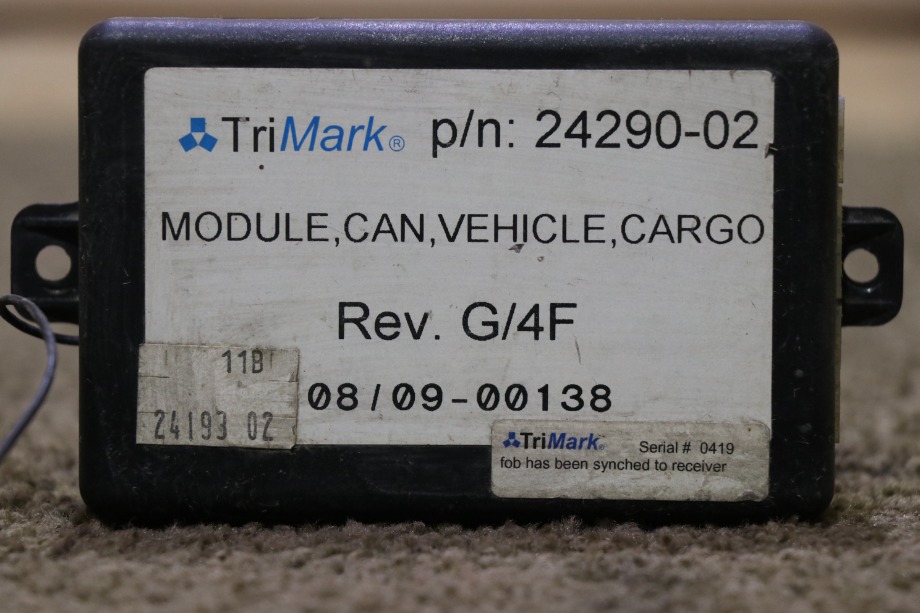 TriMark® p/n: 24290-02
MODULE,CAN,VEHICLE,CARGO
Rev. G/4F
08/09-00138
11B
24193 02
TriMark® Serial # 0419
fob has been synched to receiver